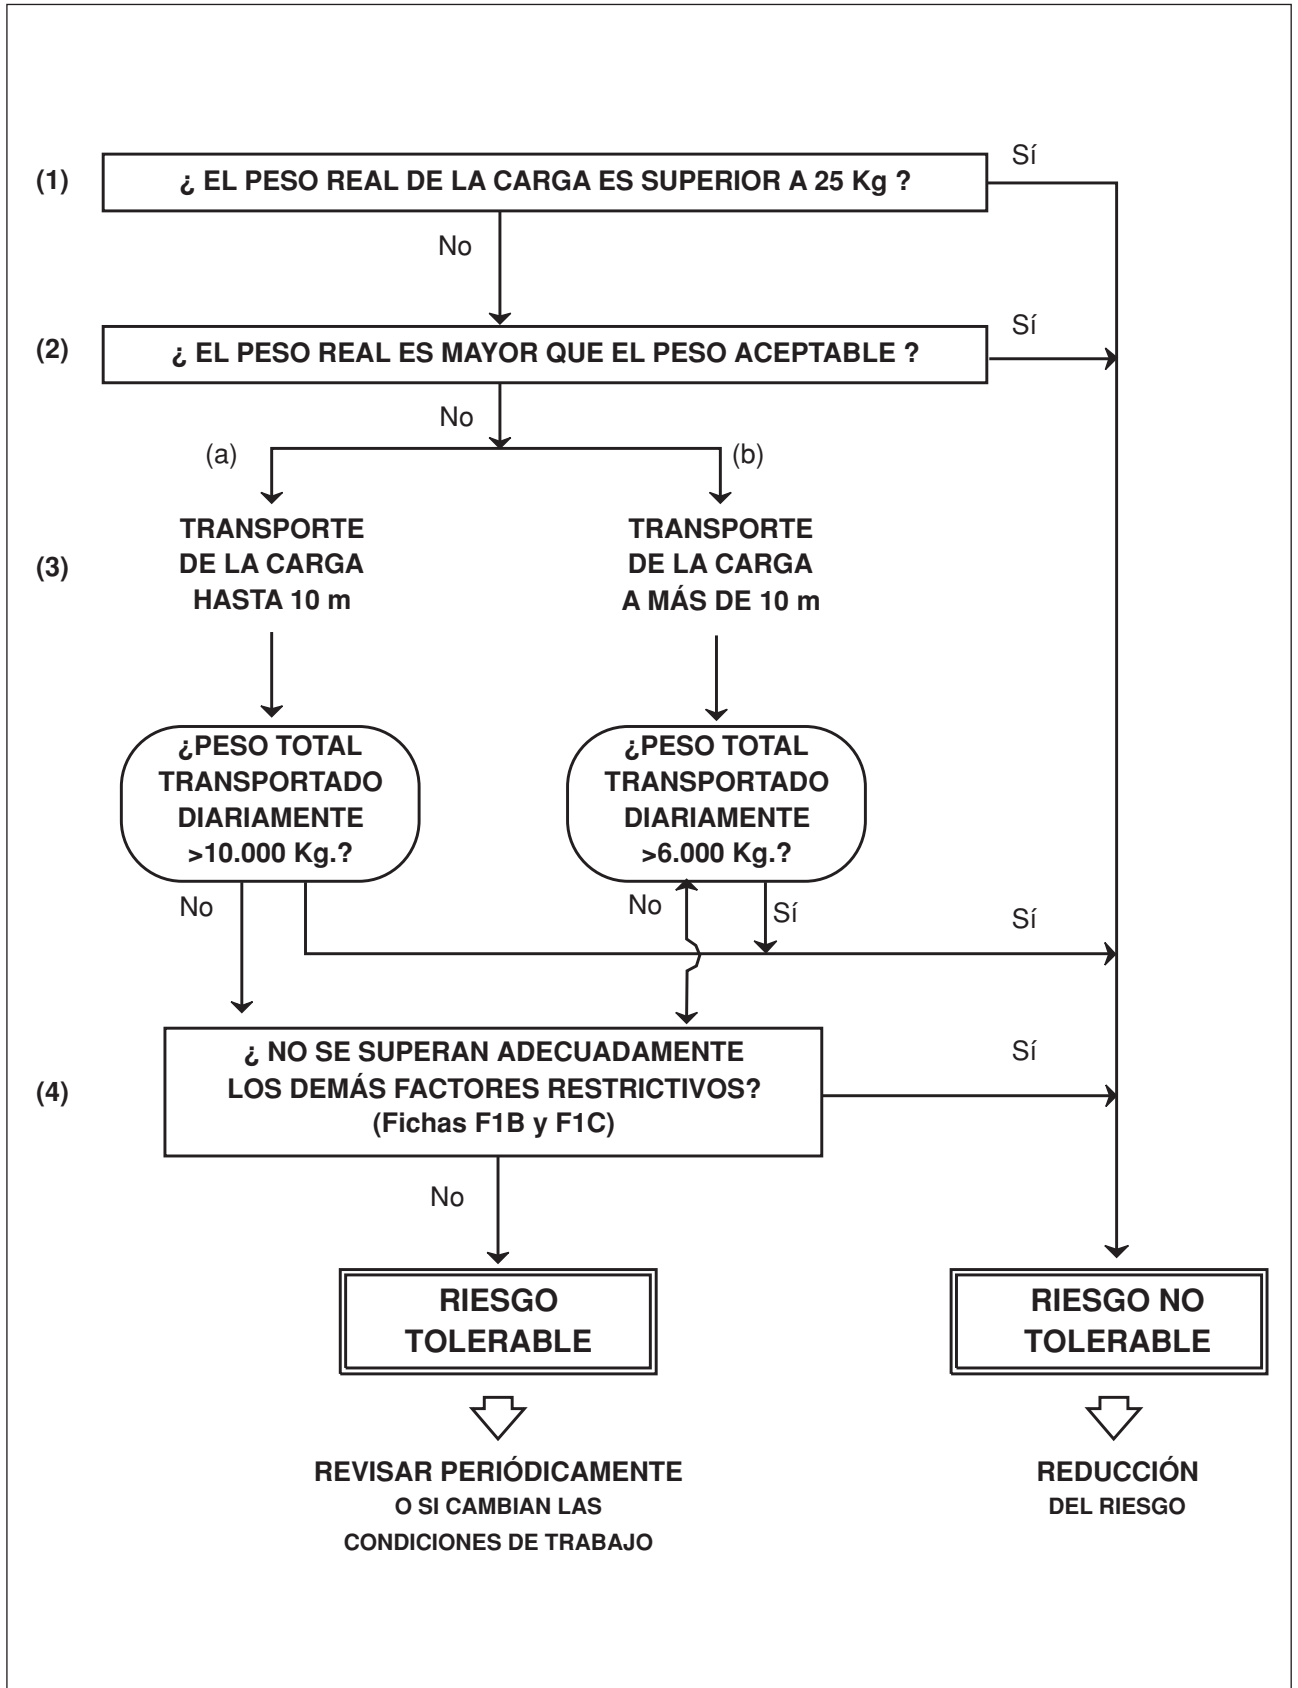 Sí
(1)
¿ EL PESO REAL DE LA CARGA ES SUPERIOR A 25 Kg ?
No
Sí
(2)
¿ EL PESO REAL ES MAYOR QUE EL PESO ACEPTABLE ?
No
(a)
(b)
(3)
TRANSPORTE
DE LA CARGA
HASTA 10 m
TRANSPORTE
DE LA CARGA
A MÁS DE 10 m
¿PESO TOTAL
TRANSPORTADO
DIARIAMENTE
>10.000 Kg.?
¿PESO TOTAL
TRANSPORTADO
DIARIAMENTE
>6.000 Kg.?
No
No
Sí
Sí
(4)
¿ NO SE SUPERAN ADECUADAMENTE
LOS DEMÁS FACTORES RESTRICTIVOS?
(Fichas F1B y F1C)
Sí
No
RIESGO
TOLERABLE
RIESGO NO
TOLERABLE
REVISAR PERIÓDICAMENTE
O SI CAMBIAN LAS
CONDICIONES DE TRABAJO
REDUCCIÓN
DEL RIESGO